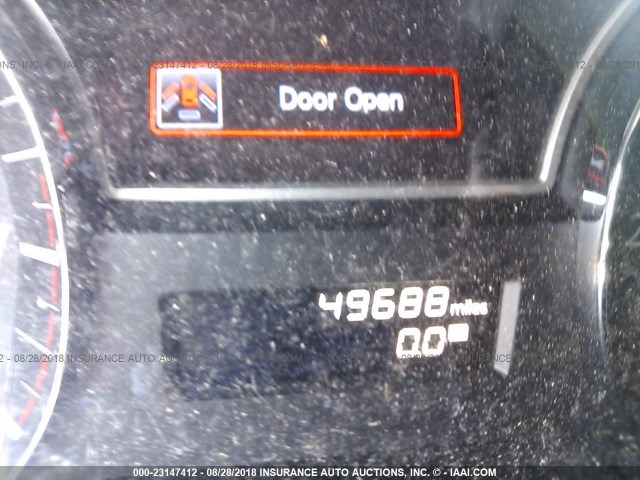 Door Open
49688 miles
00
000-23147412 - 08/28/2018 INSURANCE AUTO AUCTIONS, INC. - © - IAAI.COM